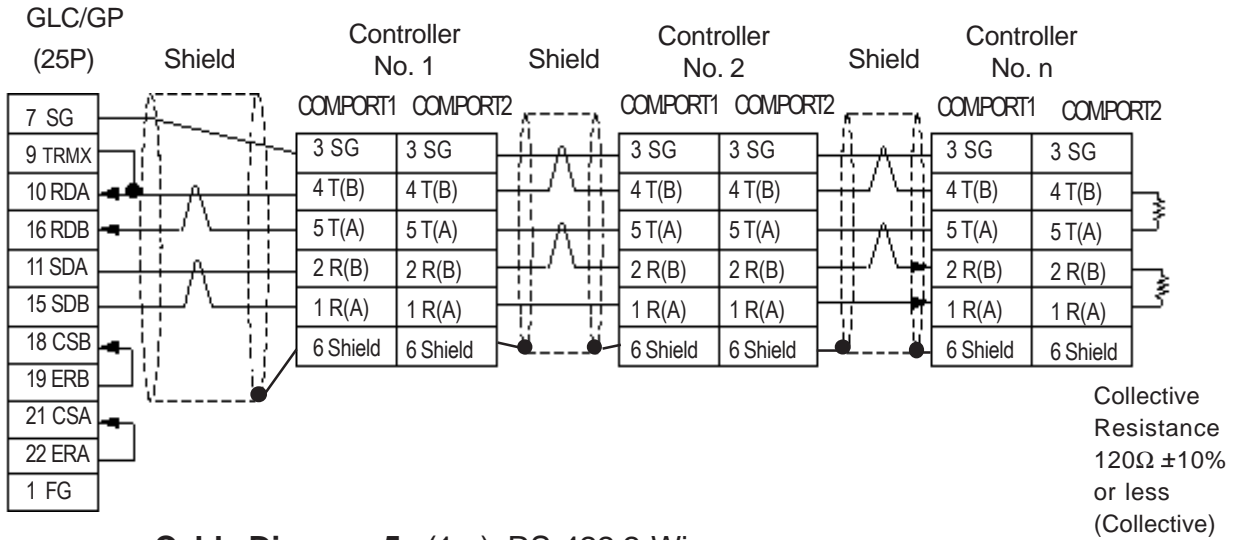 GLC/GP
(25P)
Shield
Controller
No. 1
Shield
Controller
No. 2
Shield
Controller
No. n
COMPORT1 COMPORT2
COMPORT1 COMPORT2
COMPORT1 COMPORT2
7 SG
9 TRMX
10 RDA
16 RDB
11 SDA
15 SDB
18 CSB
19 ERB
21 CSA
22 ERA
1 FG
3 SG 3 SG
4 T(B) 4 T(B)
5 T(A) 5 T(A)
2 R(B) 2 R(B)
1 R(A) 1 R(A)
6 Shield 6 Shield
3 SG 3 SG
4 T(B) 4 T(B)
5 T(A) 5 T(A)
2 R(B) 2 R(B)
1 R(A) 1 R(A)
6 Shield 6 Shield
3 SG 3 SG
4 T(B) 4 T(B)
5 T(A) 5 T(A)
2 R(B) 2 R(B)
1 R(A) 1 R(A)
6 Shield 6 Shield
Collective
Resistance
120Ω ±10%
or less
(Collective)